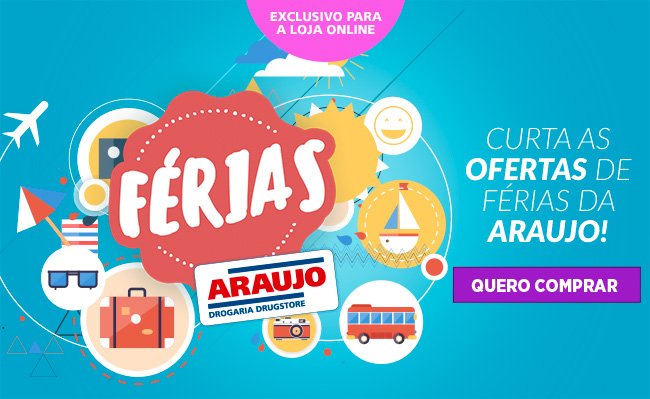 EXCLUSIVO PARA
A LOJA ONLINE
FÉRIAS
ARAUJO
DROGARIA DRUGSTORE
CURTA AS
OFERTAS DE
FÉRIAS DA
ARAUJO!
QUERO COMPRAR